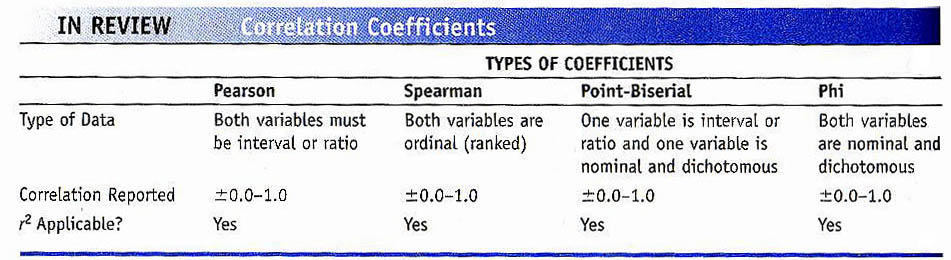 IN REVIEW Correlation Coefficients
TYPES OF COEFFICIENTS
Pearson Spearman Point-Biserial Phi
Type of Data Both variables must Both variables are One variable is interval or Both variables
be interval or ratio ordinal (ranked) ratio and one variable is are nominal and
nominal and dichotomous dichotomous
Correlation Reported ±0.0–1.0 ±0.0–1.0 ±0.0–1.0 ±0.0–1.0
r² Applicable? Yes Yes Yes Yes